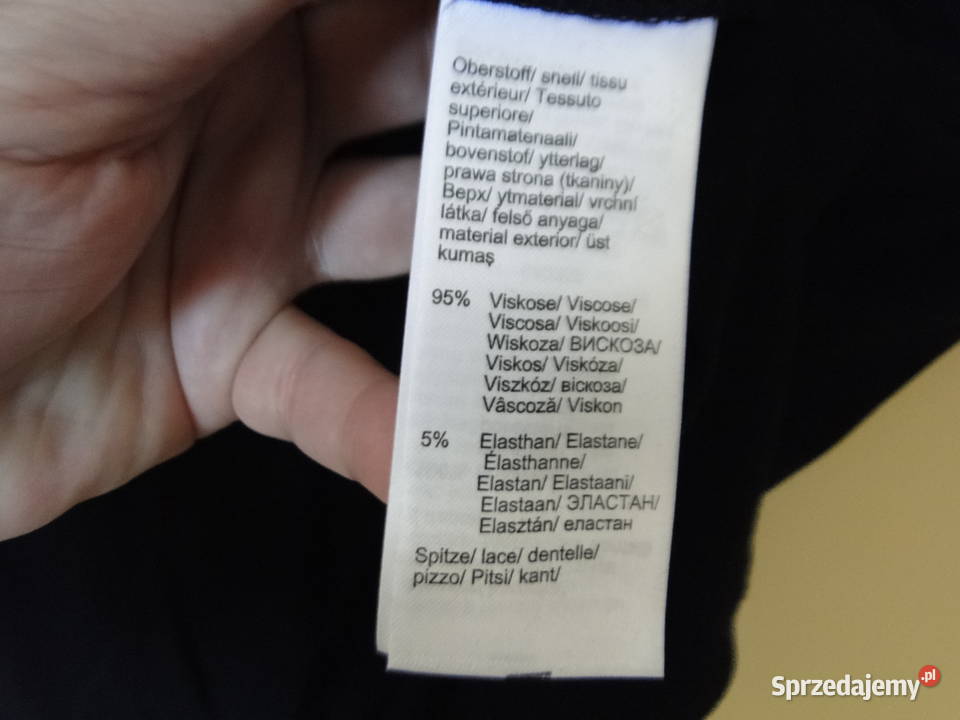 Oberstoff/ shell/ tissu
extérieur/ Tessuto
superiore/
Pintamateriaali/
bovenstof/ ytterlag/
prawa strona (tkaniny)/
Верх/ ytmaterial/ vrchní
látka/ felső anyaga/
material exterior/ üst
kumaş
95% Viskose/ Viscose/
Viscosa/ Viskoosi/
Wiskoza/ ВИСКОЗА/
Viskos/ Viskóza/
Viszkóz/ віскоза/
Vâscoză/ Viskon
5% Elasthan/ Elastane/
Élasthanne/
Elastan/ Elastaani/
Elastaan/ ЭЛАСТАН/
Elasztán/ еластан
Spitze/ lace/ dentelle/
pizzo/ Pitsi/ kant/
Sprzedajemy.pl